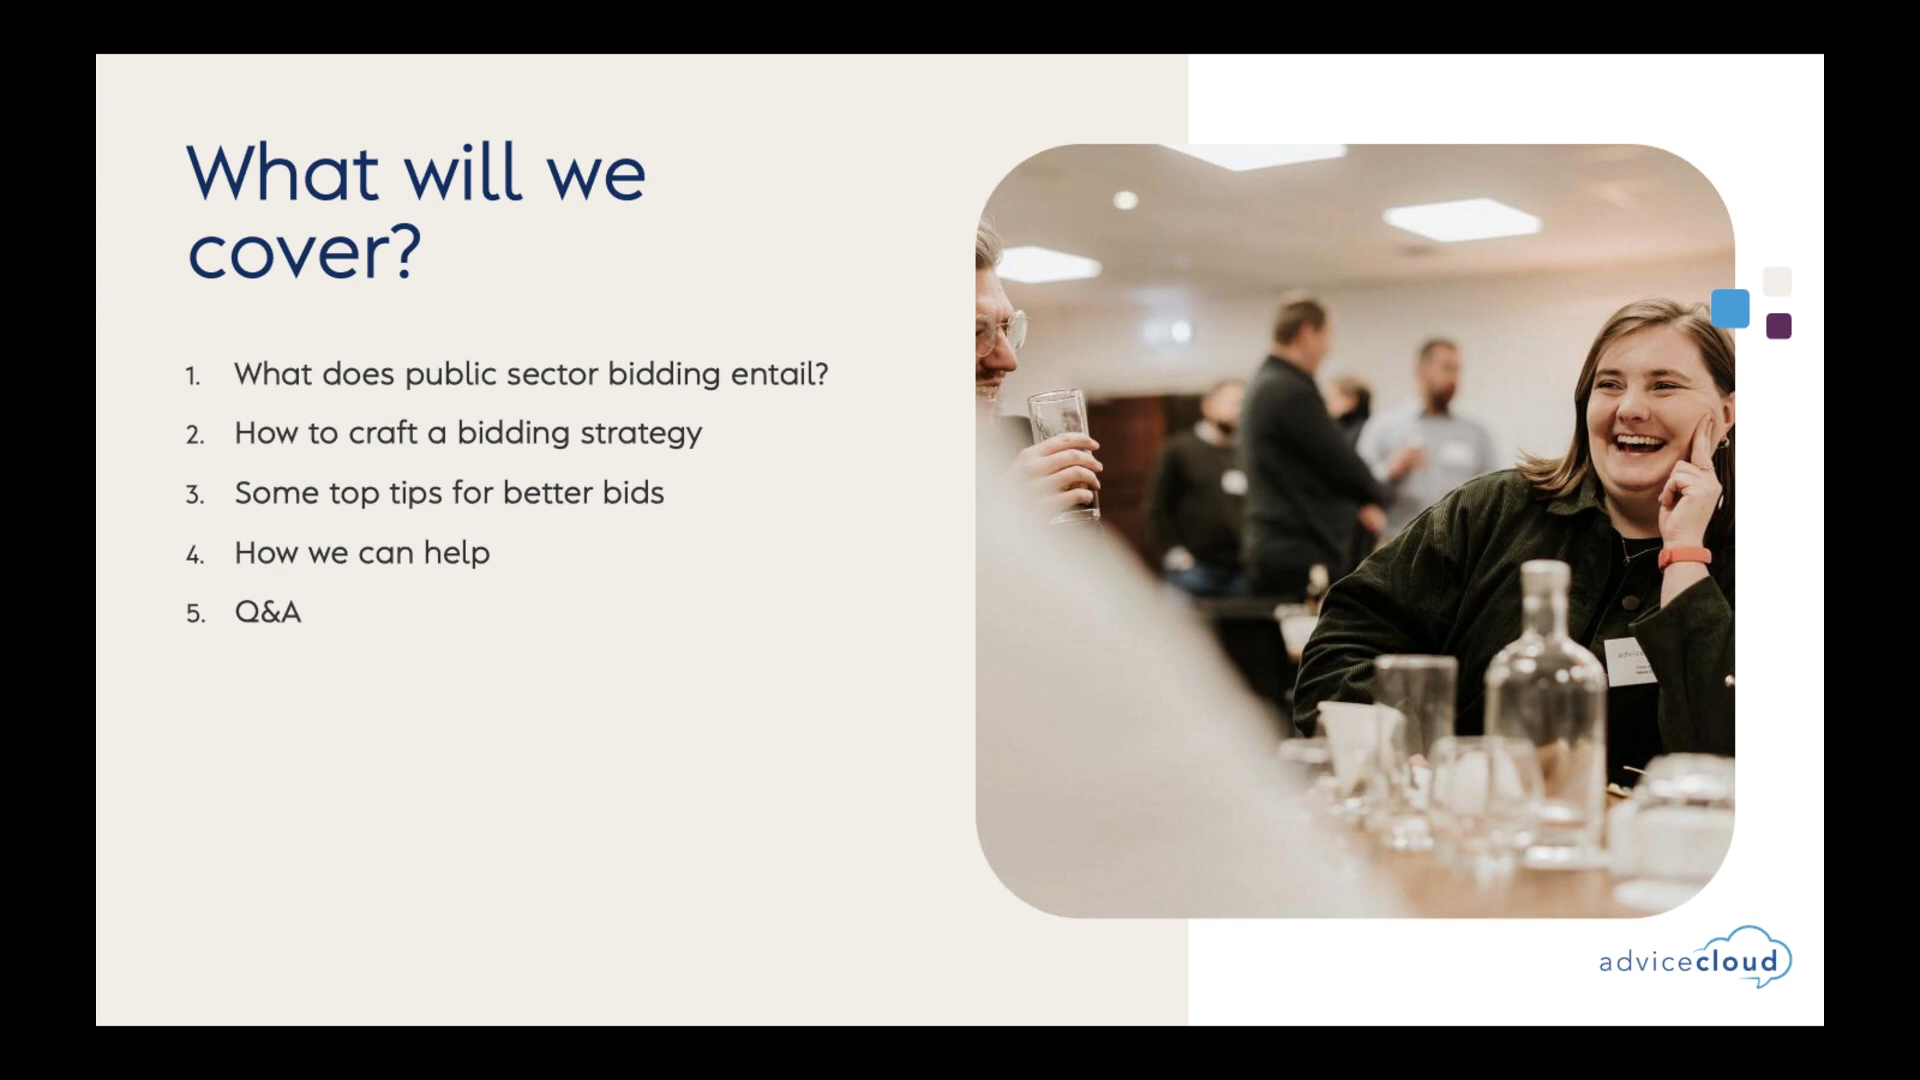 What will we
cover?
1. What does public sector bidding entail?
2. How to craft a bidding strategy
3. Some top tips for better bids
4. How we can help
5. Q&A
advicecloud